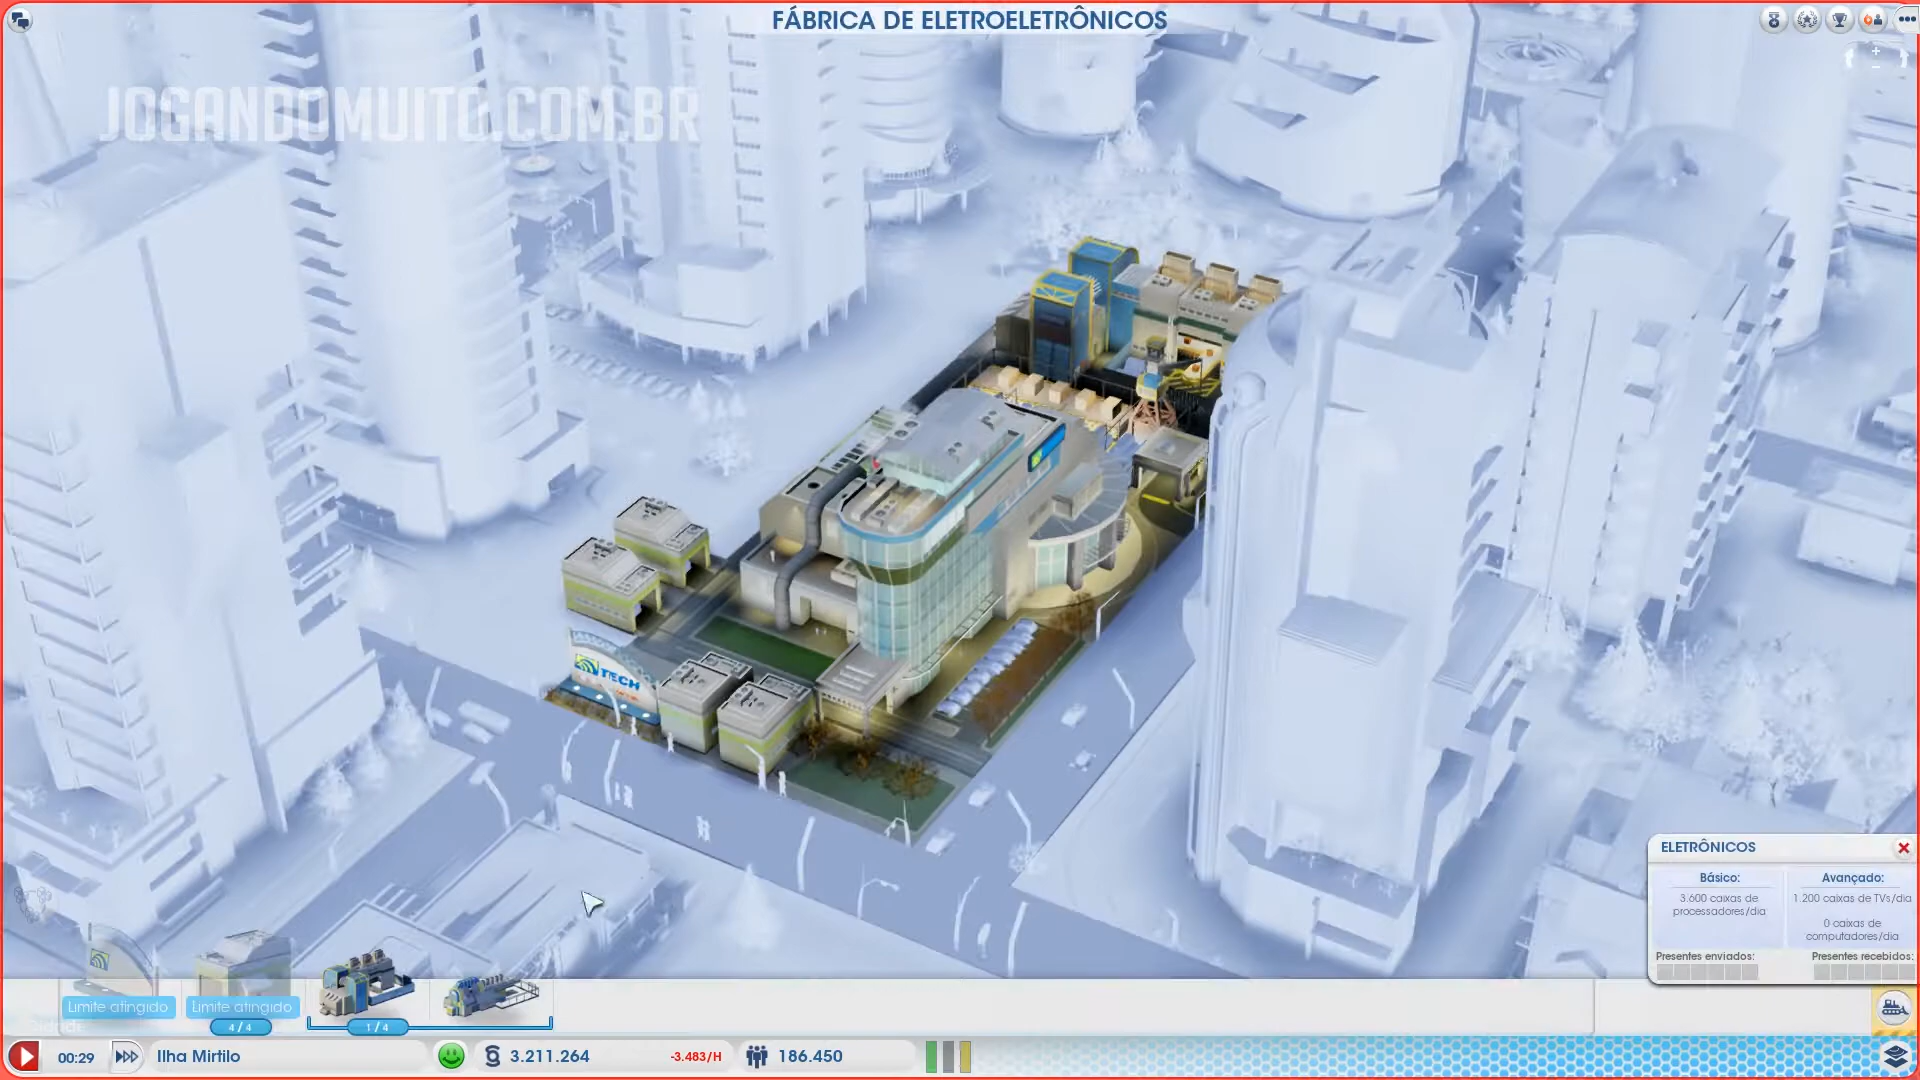 FÁBRICA DE ELETROELETRÔNICOS
JOGANDOMUITO.COM.BR
TECH
ELETRÔNICOS
Básico:
3.600 caixas de
processadores/dia
Avançado:
1.200 caixas de TVs/dia
0 caixas de
computadores/dia
Presentes enviados:
Presentes recebidos:
Limite atingido
Limite atingido
4 / 4
1 / 4
Cidade
00:29
Ilha Mirtilo
3.211.264
-3.483/H
186.450